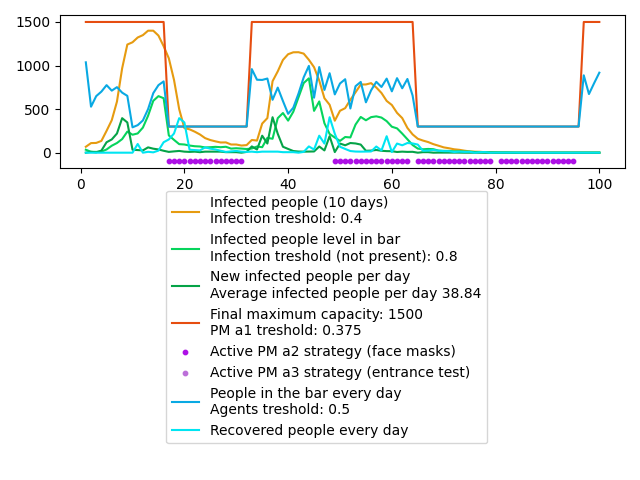 1500
1000
500
0
0 20 40 60 80 100
Infected people (10 days)
Infection treshold: 0.4
Infected people level in bar
Infection treshold (not present): 0.8
New infected people per day
Average infected people per day 38.84
Final maximum capacity: 1500
PM a1 treshold: 0.375
Active PM a2 strategy (face masks)
Active PM a3 strategy (entrance test)
People in the bar every day
Agents treshold: 0.5
Recovered people every day